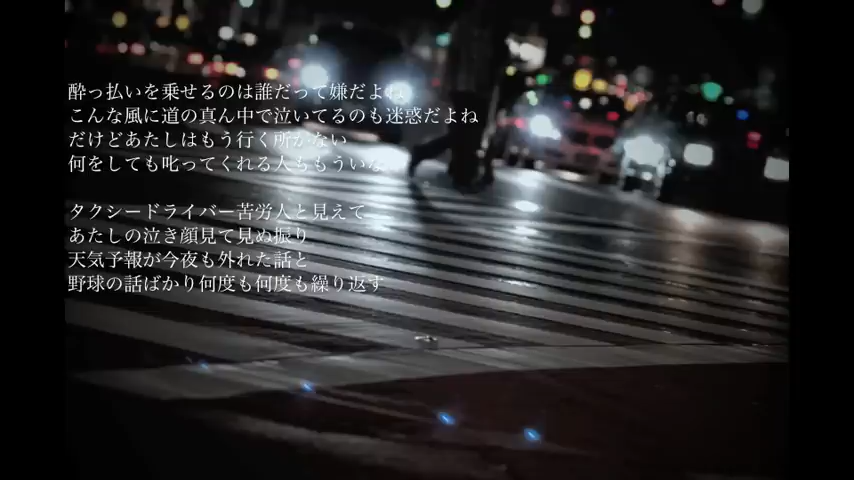 酔っ払いを乗せるのは誰だって嫌だよね
こんな風に道の真ん中で泣いてるのも迷惑だよね
だけどあたしはもう行く所がない
何をしても叱ってくれる人ももういない

タクシードライバー苦労人と見えて
あたしの泣き顔見て見ぬ振り
天気予報が今夜も外れた話と
野球の話ばかり何度も何度も繰り返す